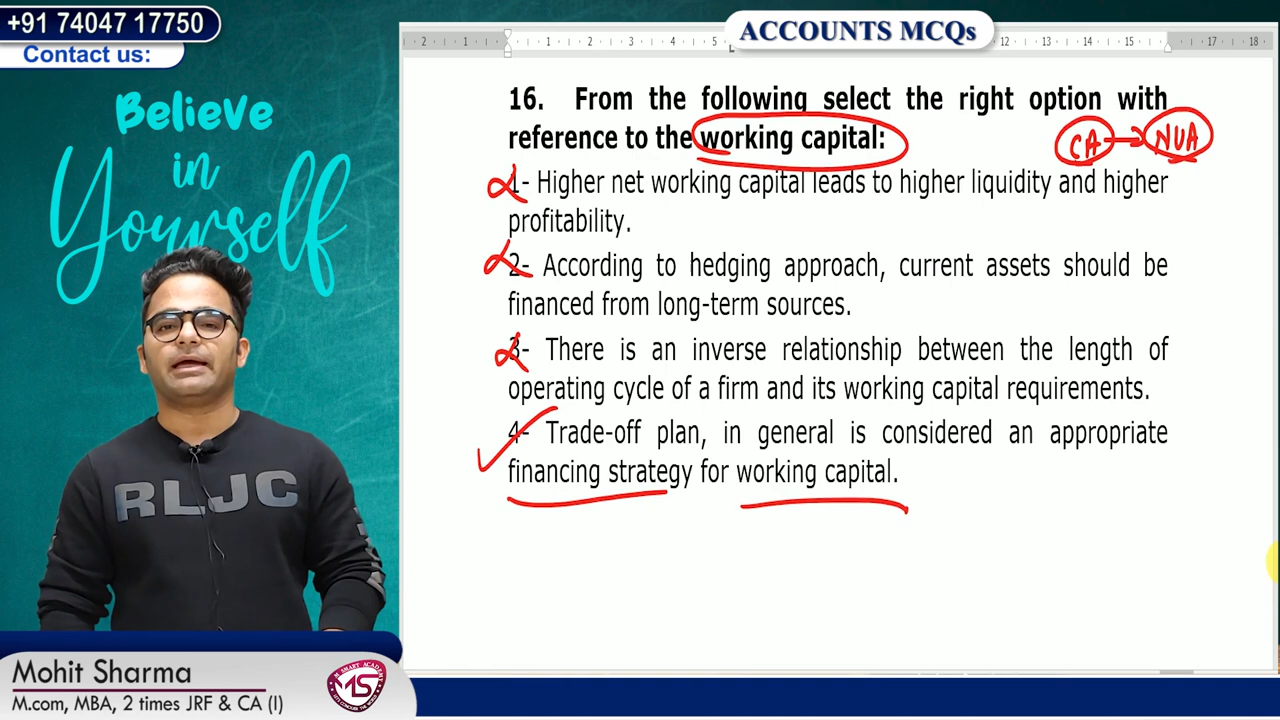 +91 74047 17750
Contact us:
ACCOUNTS MCQs
Believe
in
Yourself
16. From the following select the right option with
reference to the working capital:
CA → NUA
1- Higher net working capital leads to higher liquidity and higher
profitability.
2- According to hedging approach, current assets should be
financed from long-term sources.
3- There is an inverse relationship between the length of
operating cycle of a firm and its working capital requirements.
4- Trade-off plan, in general is considered an appropriate
financing strategy for working capital.
RLJC
Mohit Sharma
M.com, MBA, 2 times JRF & CA (I)
MS